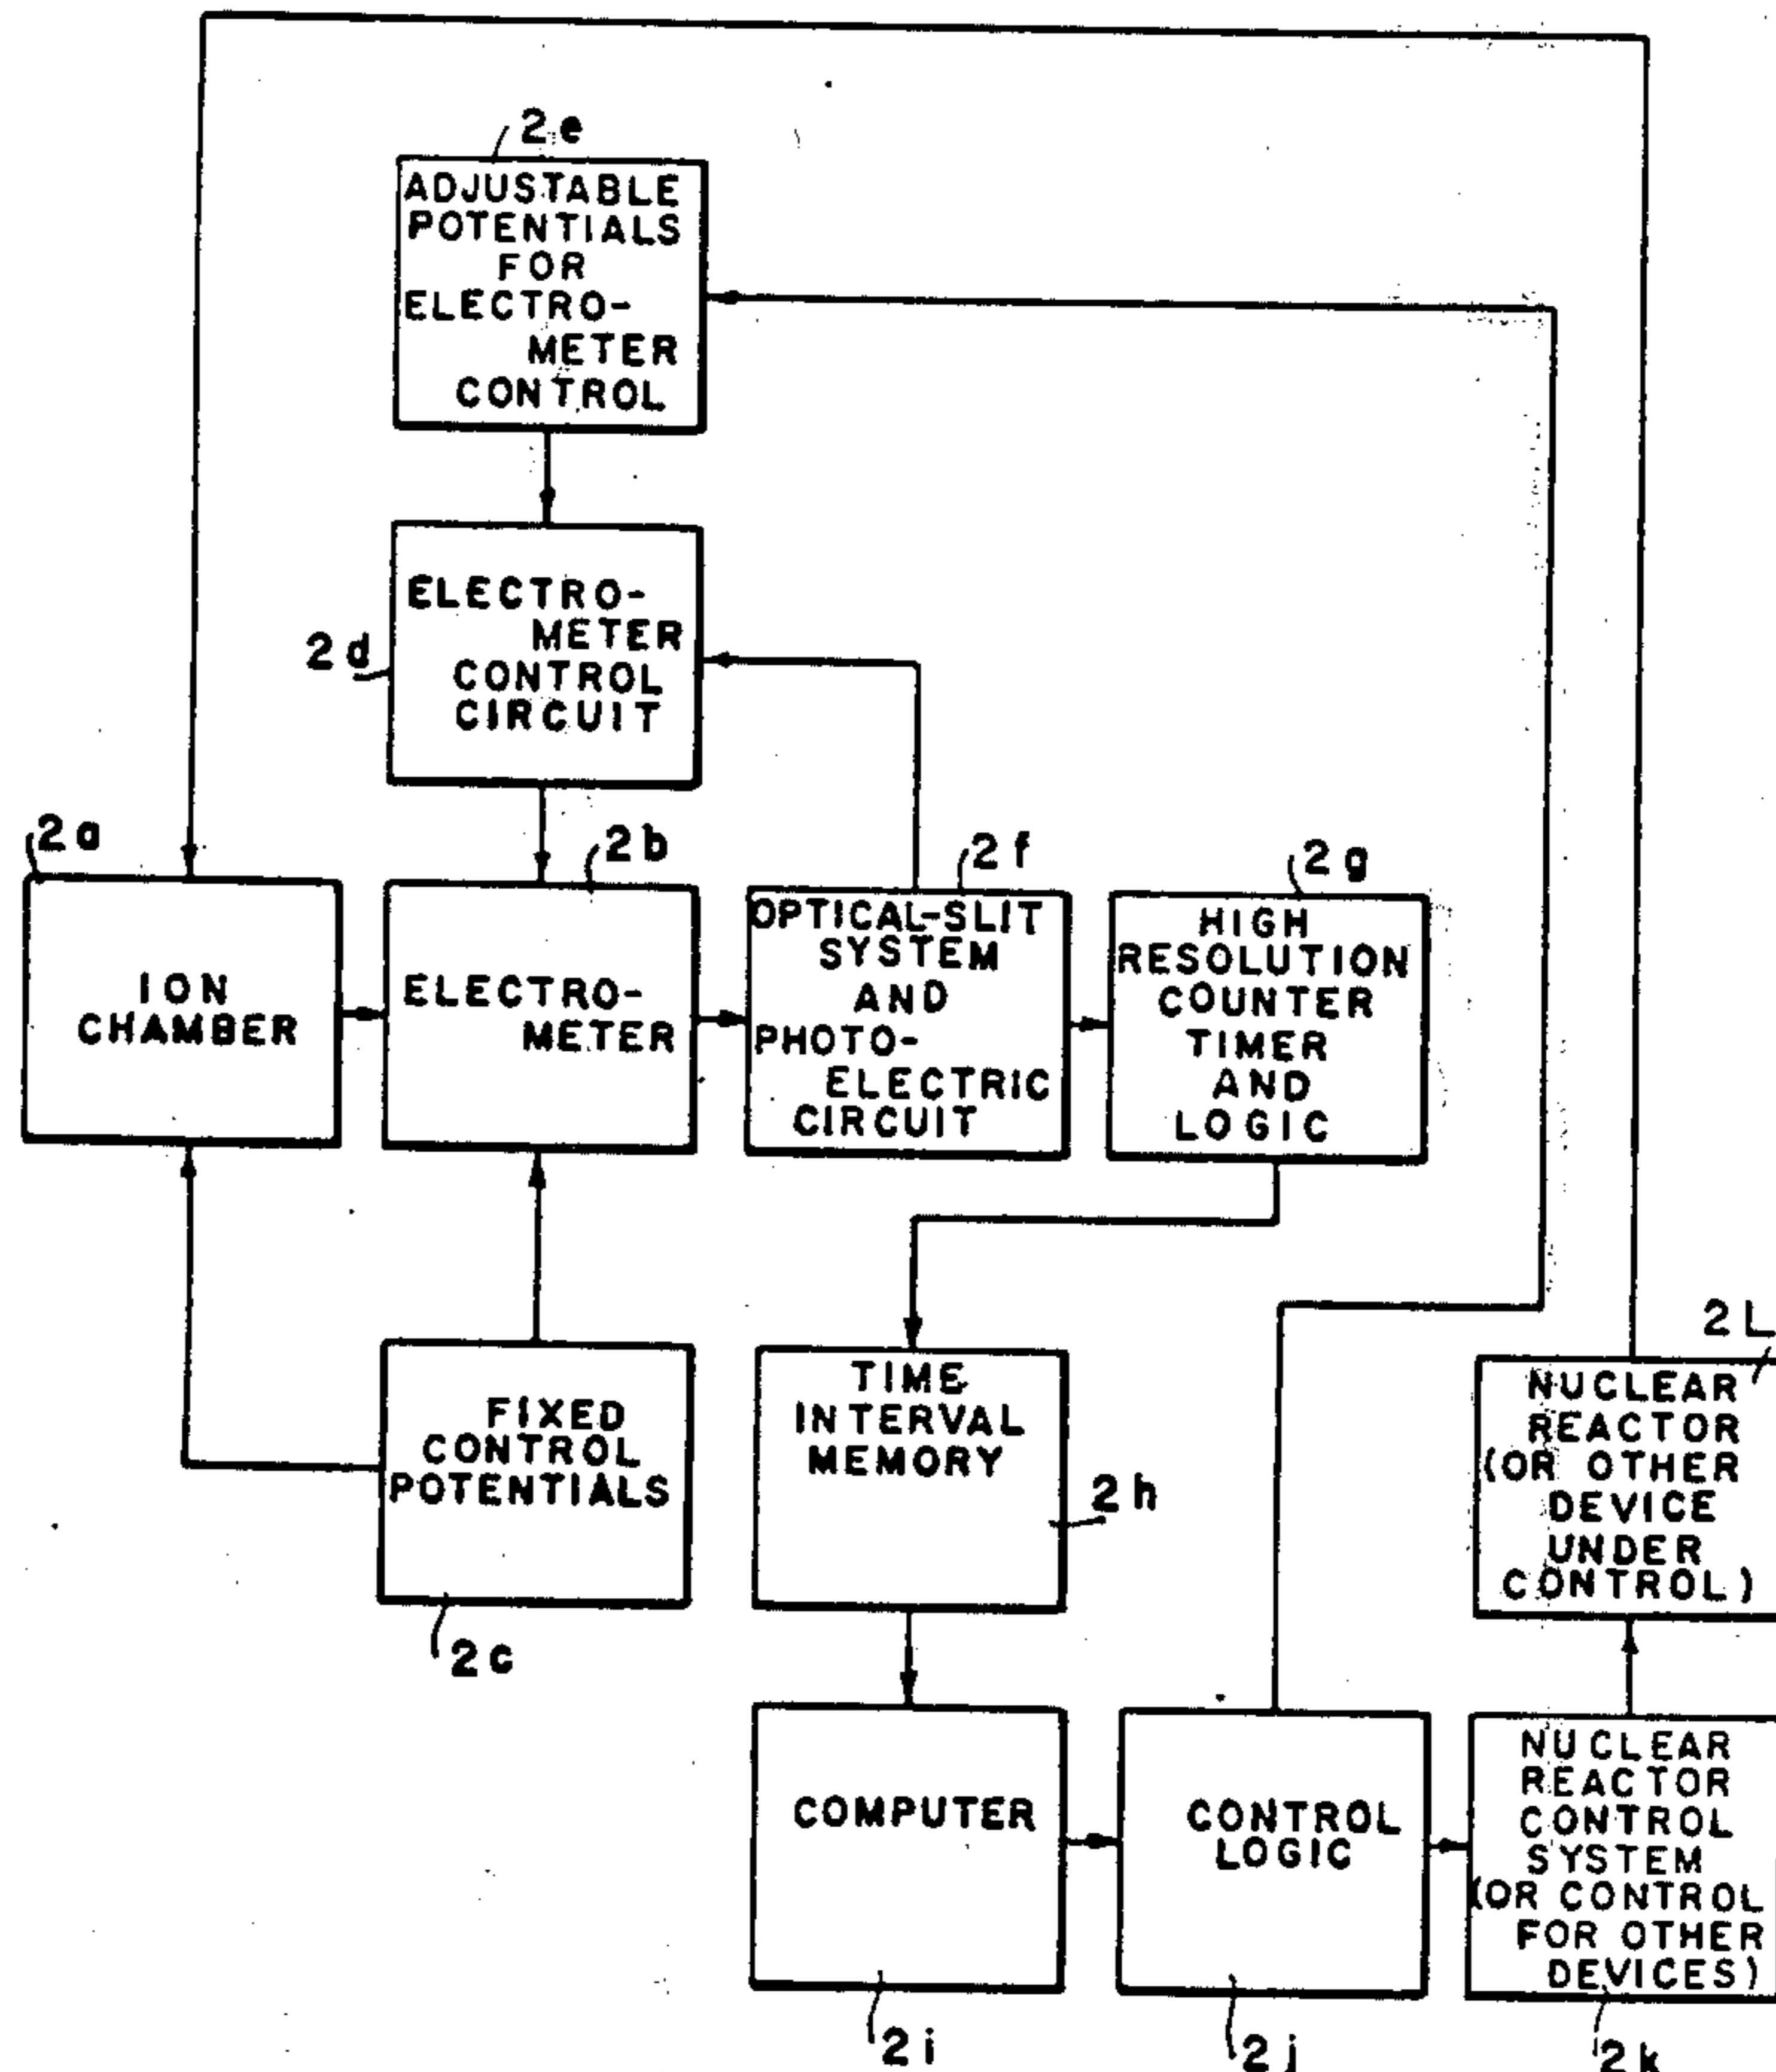 2e
ADJUSTABLE
POTENTIALS
FOR
ELECTRO-
METER
CONTROL
2d
ELECTRO-
METER
CONTROL
CIRCUIT
2a
ION
CHAMBER
2b
ELECTRO-
METER
2f
OPTICAL-SLIT
SYSTEM
AND
PHOTO-
ELECTRIC
CIRCUIT
2g
HIGH
RESOLUTION
COUNTER
TIMER
AND
LOGIC
FIXED
CONTROL
POTENTIALS
2c
TIME
INTERVAL
MEMORY
2h
2L
NUCLEAR
REACTOR
(OR OTHER
DEVICE
UNDER
CONTROL)
COMPUTER
2i
CONTROL
LOGIC
2j
NUCLEAR
REACTOR
CONTROL
SYSTEM
(OR CONTROL
FOR OTHER
DEVICES)
2k